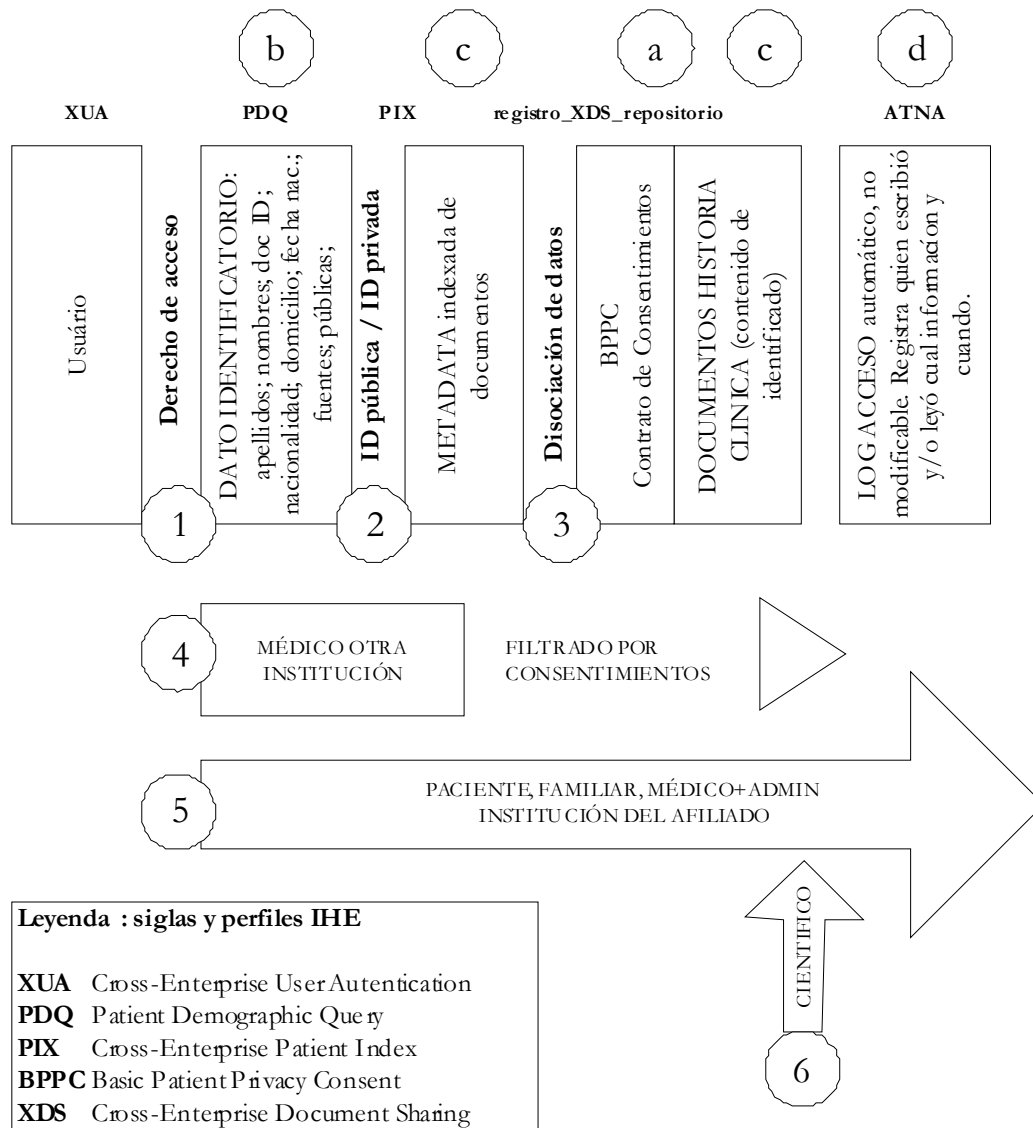 b
c
a
c
d
XUA
PDQ
PIX
registro_XDS_repositorio
ATNA
Usuário
Derecho de acceso
DATO IDENTIFICATORIO:
apellidos; nombres; doc ID;
nacionalidad; domicilio; fecha nac.;
fuentes; públicas;
ID pública / ID privada
METADATA indexada de
documentos
Disociación de datos
BPPC
Contrato de Consentimientos
DOCUMENTOS HISTORIA
CLINICA (contenido de
identificado)
LOG ACCESO automático, no
modificable. Registra quien escribió
y/o leyó cual informacíon y
cuando.
1
2
3
4
MÉDICO OTRA
INSTITUCIÓN
FILTRADO POR
CONSENTIMIENTOS
5
PACIENTE, FAMILIAR, MÉDICO+ADMIN
INSTITUCIÓN DEL AFILIADO
CIENTIFICO
6
Leyenda : siglas y perfiles IHE
XUA Cross-Enterprise User Autentication
PDQ Patient Demographic Query
PIX Cross-Enterprise Patient Index
BPPC Basic Patient Privacy Consent
XDS Cross-Enterprise Document Sharing